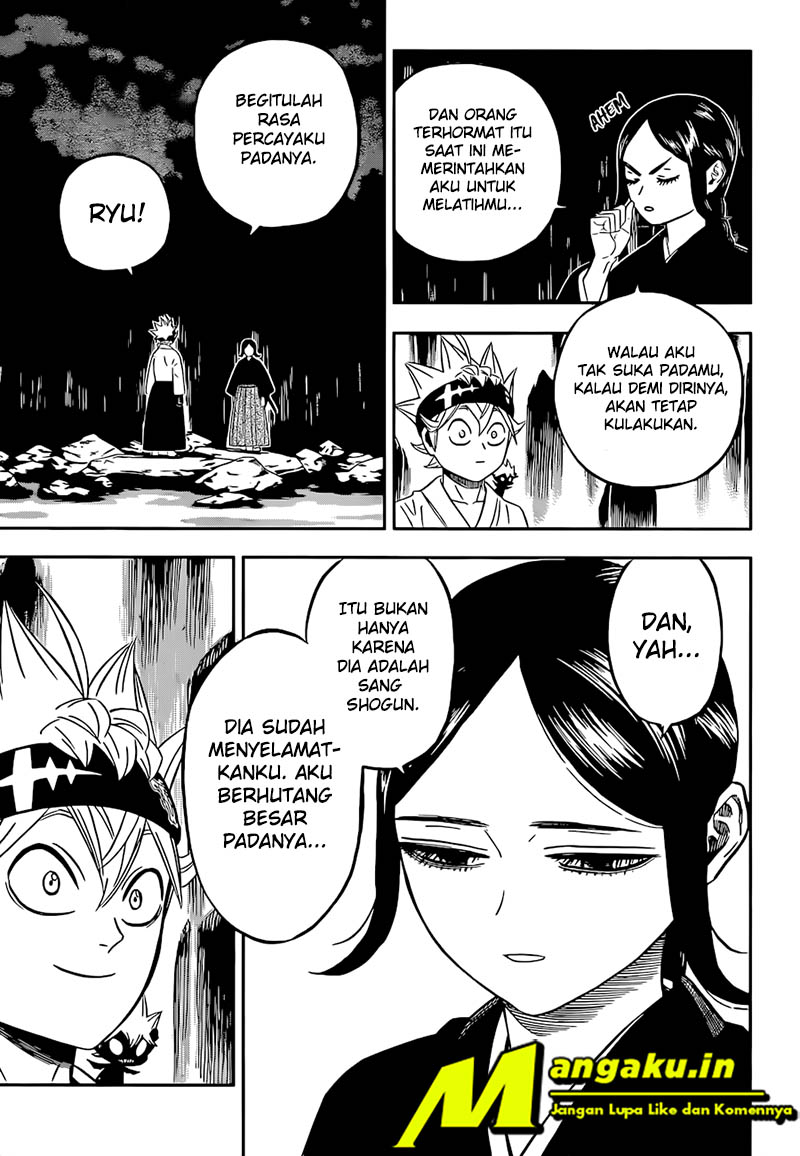 AHEM
DAN ORANG
TERHORMAT ITU
SAAT INI ME-
MERINTAHKAN
AKU UNTUK
MELATIHMU...
WALAU AKU
TAK SUKA PADAMU,
KALAU DEMI DIRINYA,
AKAN TETAP
KULAKUKAN.
BEGITULAH
RASA
PERCAYAKU
PADANYA.
RYU!
DAN,
YAH...
ITU BUKAN
HANYA
KARENA
DIA ADALAH
SANG
SHOGUN.
DIA SUDAH
MENYELAMAT-
KANKU. AKU
BERHUTANG
BESAR
PADANYA...
Mangaku.in
Jangan Lupa Like dan Komennya